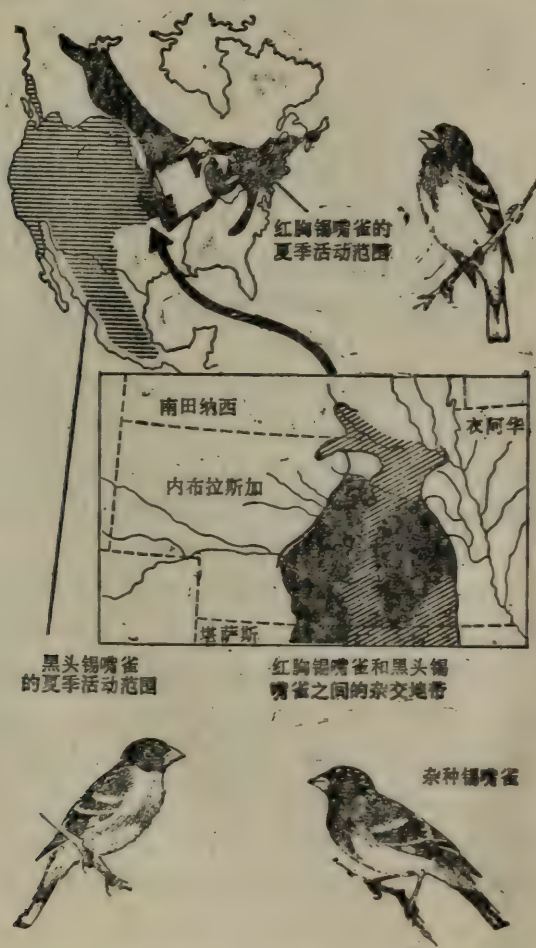 红胸锡嘴雀的
夏季活动范围
南田纳西
衣阿华
内布拉斯加
堪萨斯
黑头锡嘴雀
的夏季活动范围
红胸锡嘴雀和黑头锡
嘴雀之间的杂交地带
杂种锡嘴雀